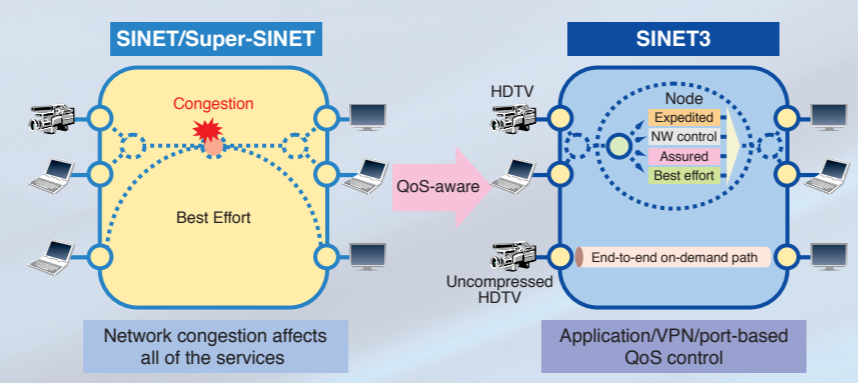 SINET/Super-SINET
Congestion
Best Effort
Network congestion affects
all of the services
QoS-aware
SINET3
HDTV
Node
Expedited
NW control
Assured
Best effort
End-to-end on-demand path
Uncompressed
HDTV
Application/VPN/port-based
QoS control